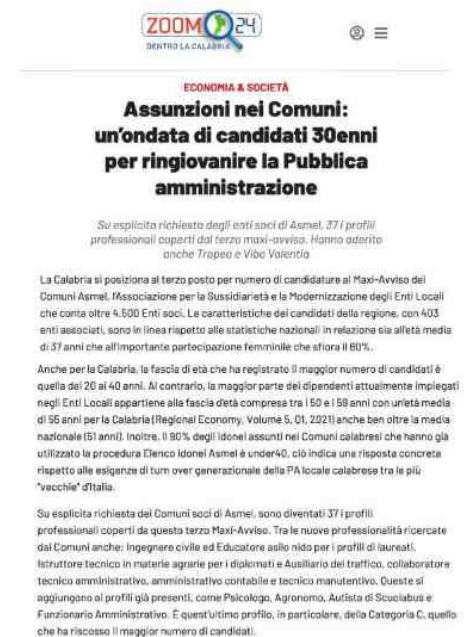 ZOOM 24
DENTRO LA CALABRIA
ECONOMIA & SOCIETÀ
Assunzioni nei Comuni:
un'ondata di candidati 30enni
per ringiovanire la Pubblica
amministrazione
Su esplicita richiesta degli enti soci di Asmel, 37 i profili
professionali coperti dal terzo maxi-avviso. Hanno aderito
anche Tropea e Vibo Valentia
La Calabria si posiziona al terzo posto per numero di candidature al Maxi-Avviso dei
Comuni Asmel, l'Associazione per la Sussidiarietà e la Modernizzazione degli Enti Locali
che conta oltre 4.500 Enti soci. Le caratteristiche dei candidati della regione, con 403
enti associati, sono in linea rispetto alle statistiche nazionali in relazione sia all'età media
di 37 anni che all'importante partecipazione femminile che sfiora il 60%.
Anche per la Calabria, la fascia di età che ha registrato il maggior numero di candidati è
quella dai 20 ai 40 anni. Al contrario, la maggior parte dei dipendenti attualmente impiegati
negli Enti Locali appartiene alla fascia d'età compresa tra i 50 e i 59 anni con un'età media
di 55 anni per la Calabria (Regional Economy, Volume 5, Q1, 2021) anche ben oltre la media
nazionale (51 anni). Inoltre, il 90% degli idonei assunti nei Comuni calabresi che hanno già
utilizzato la procedura Elenco idonei Asmel è under40, ciò indica una risposta concreta
rispetto alle esigenze di turn over generazionale della PA locale calabrese tra le più
"vecchie" d'Italia.
Su esplicita richiesta dei Comuni soci di Asmel, sono diventati 37 i profili
professionali coperti da questo terzo Maxi-Avviso. Tra le nuove professionalità ricercate
dai Comuni anche: Ingegnere civile ed Educatore asilo nido per i profili di laureati.
Istruttore tecnico in materie agrarie per i diplomati e Ausiliario del traffico, collaboratore
tecnico amministrativo, amministrativo contabile e tecnico manutentivo. Queste si
aggiungono ai profili già presenti, come Psicologo, Agronomo, Autista di Scuolabus e
Funzionario Amministrativo. È quest'ultimo profilo, in particolare, della Categoria C, quello
che ha riscosso il maggior numero di candidati.